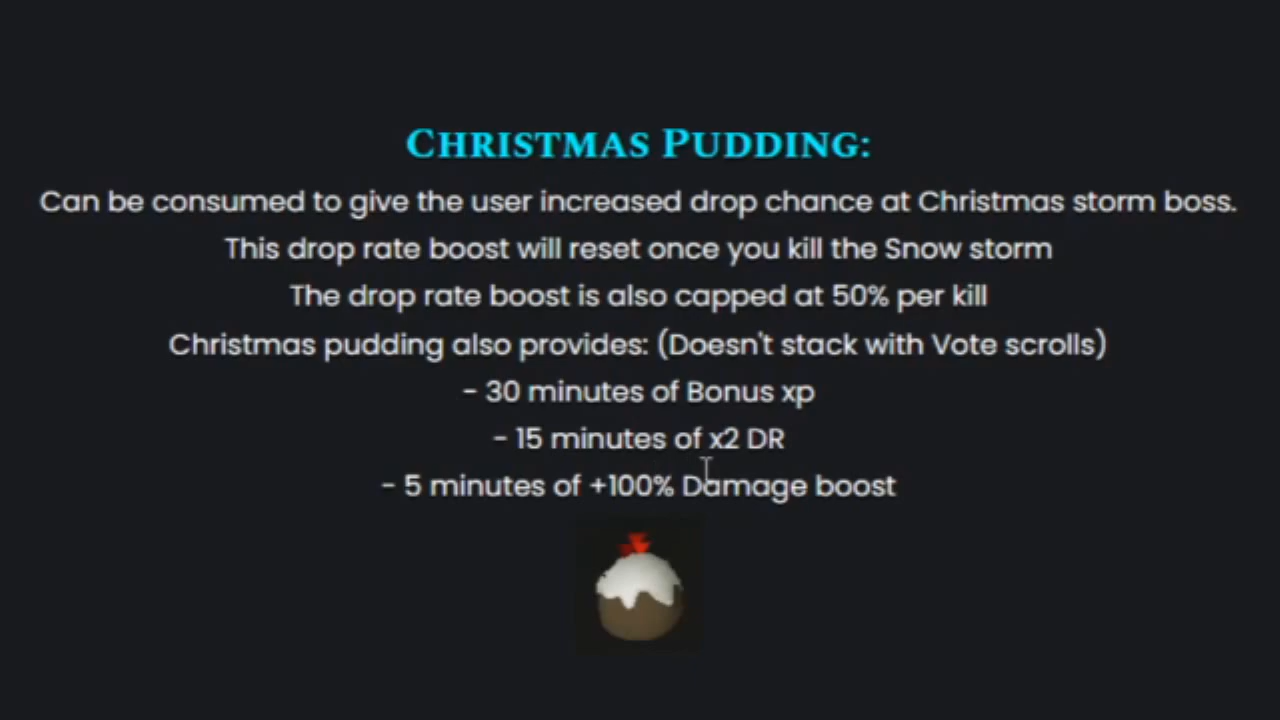 Christmas Pudding:
Can be consumed to give the user increased drop chance at Christmas storm boss.
This drop rate boost will reset once you kill the Snow storm
The drop rate boost is also capped at 50% per kill
Christmas pudding also provides: (Doesn't stack with Vote scrolls)
- 30 minutes of Bonus xp
- 15 minutes of x2 DR
- 5 minutes of +100% Damage boost